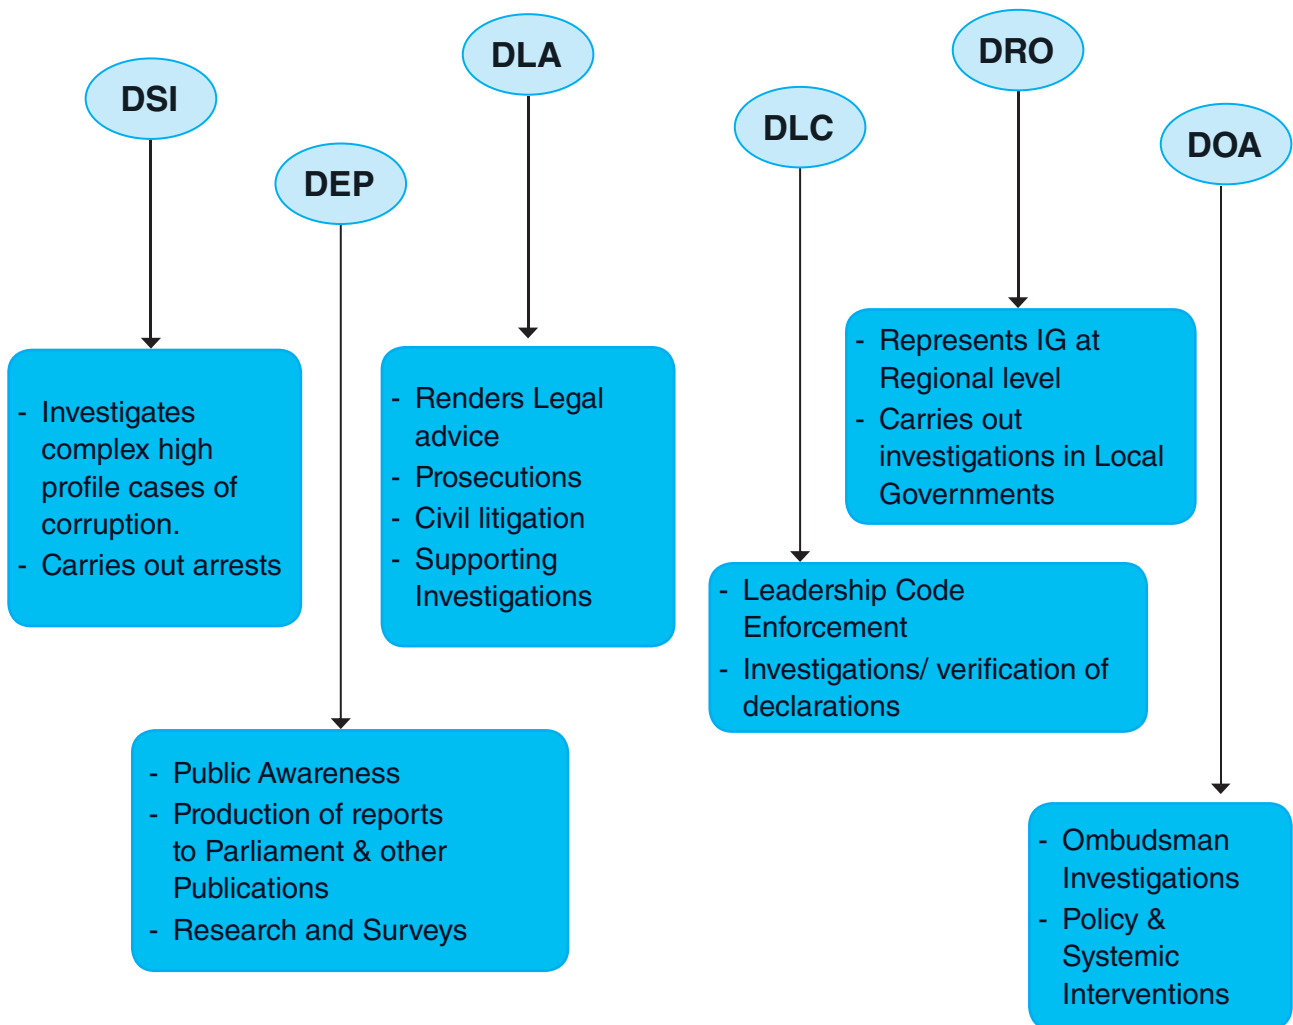 DSI
- Investigates
complex high
profile cases of
corruption.
- Carries out arrests
DEP
- Public Awareness
- Production of reports
to Parliament & other
Publications
- Research and Surveys
DLA
- Renders Legal
advice
- Prosecutions
- Civil litigation
- Supporting
Investigations
DLC
- Leadership Code
Enforcement
- Investigations/ verification of
declarations
DRO
- Represents IG at
Regional level
- Carries out
investigations in Local
Governments
DOA
- Ombudsman
Investigations
- Policy &
Systemic
Interventions